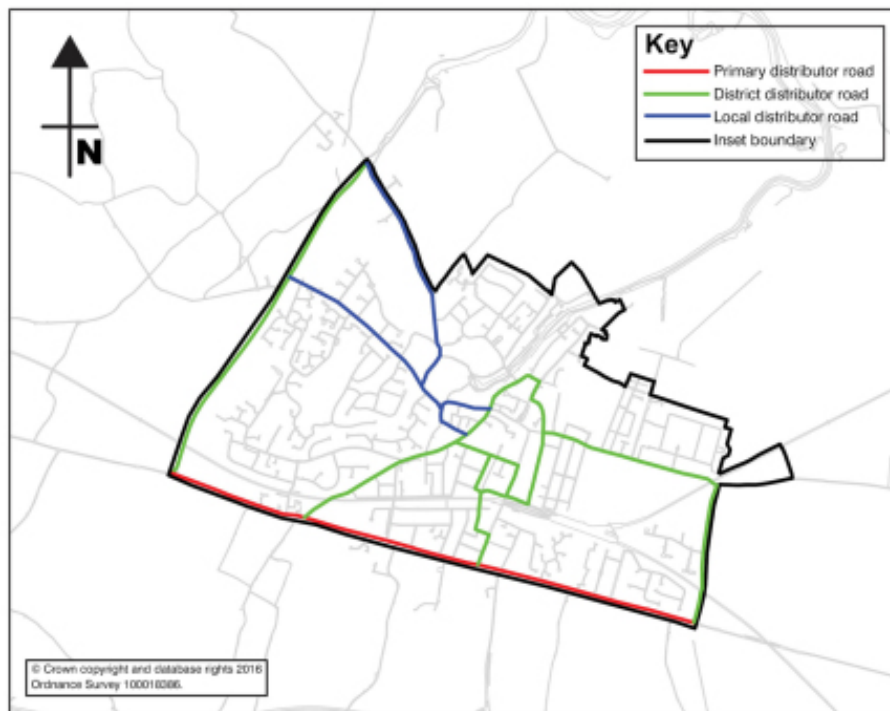 Key
Primary distributor road
District distributor road
Local distributor road
Inset boundary
N
© Crown copyright and database rights 2016
Ordnance Survey 100018386.